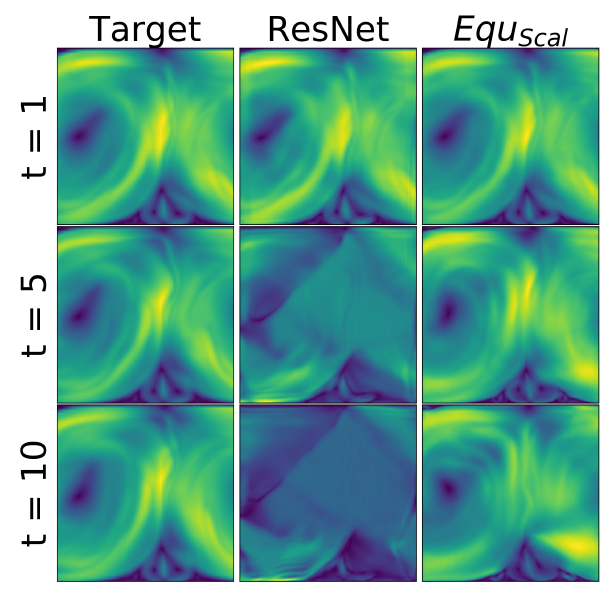 Target ResNet Equ_Scal
t = 1
t = 5
t = 10